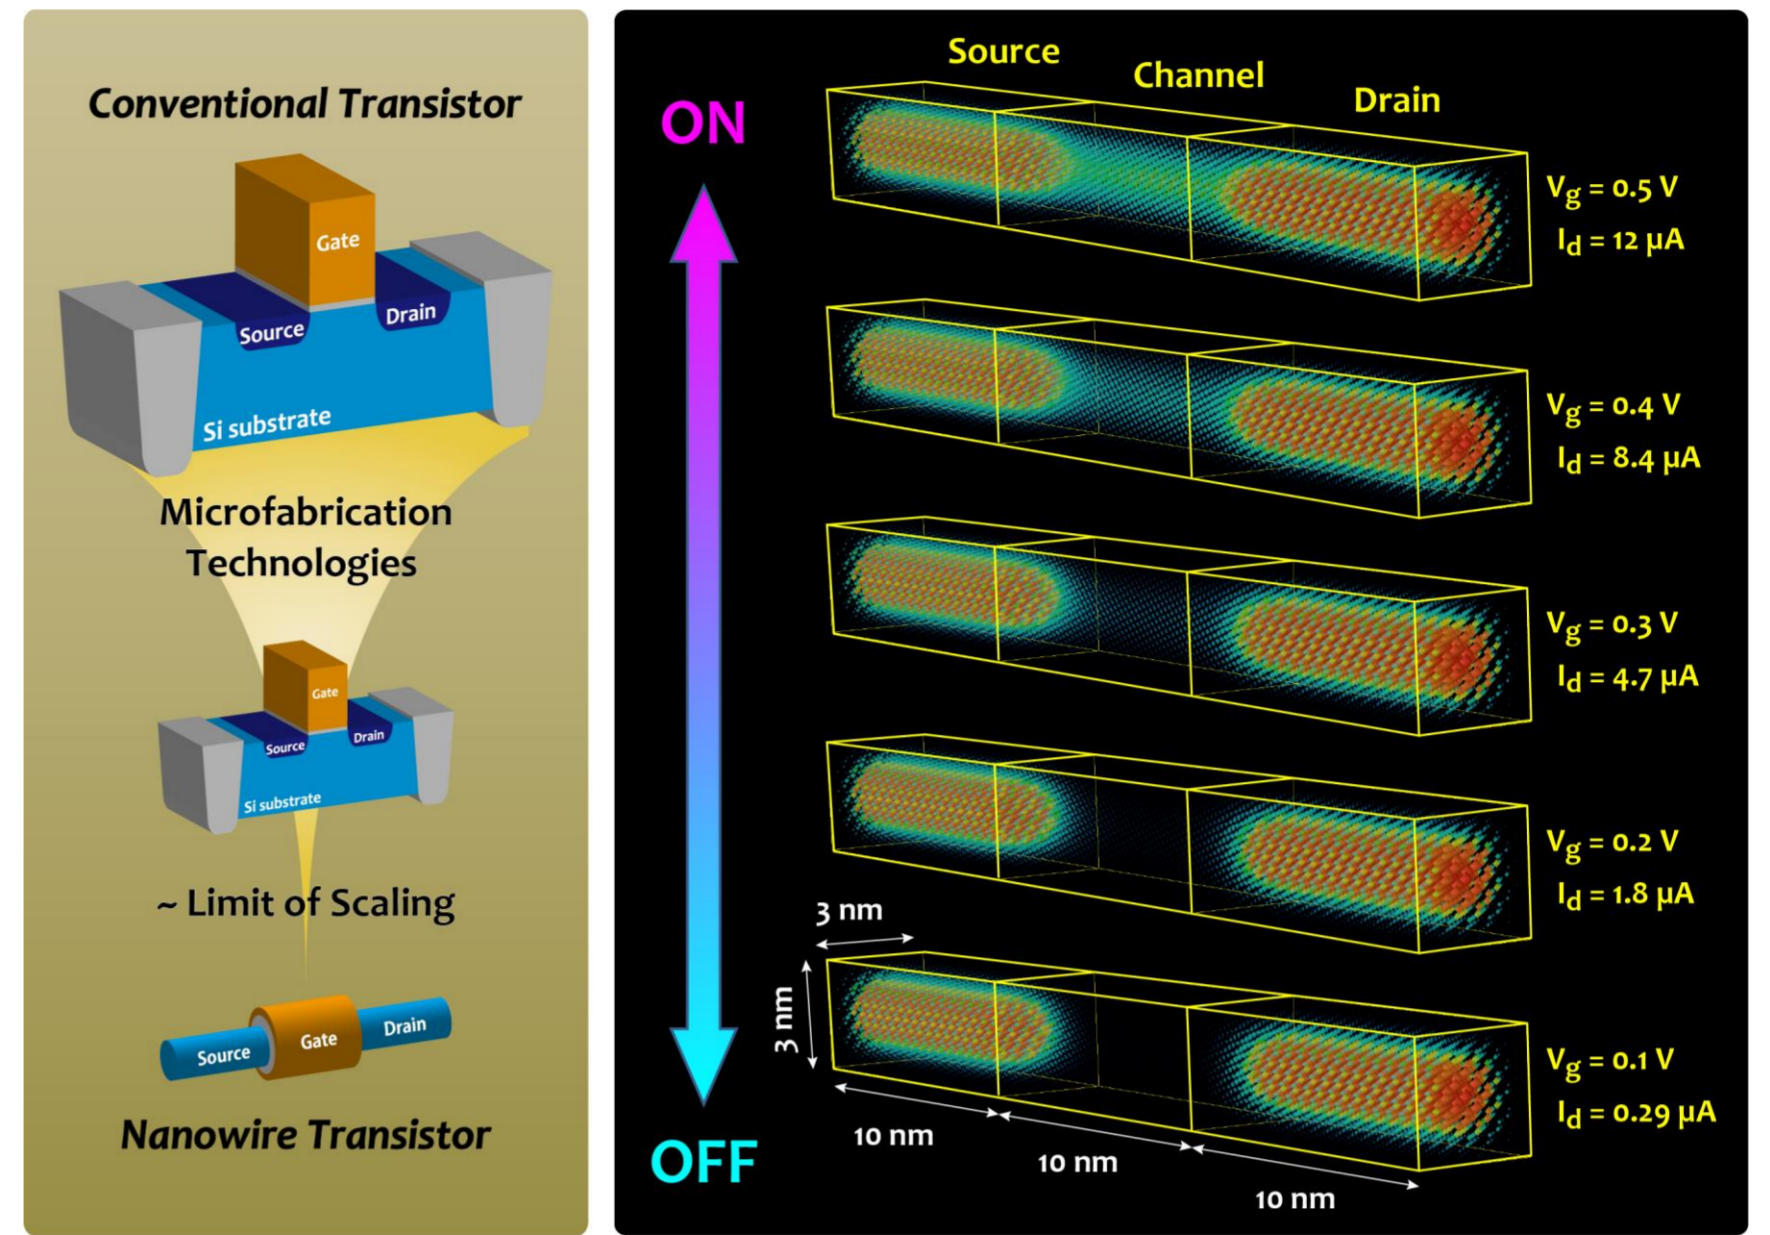 Conventional Transistor
Gate
Source
Drain
Si substrate
Microfabrication
Technologies
Gate
Source
Drain
Si substrate
~ Limit of Scaling
Source
Gate
Drain
Nanowire Transistor
ON
OFF
Source
Channel
Drain
Vg = 0.5 V
Id = 12 µA
Vg = 0.4 V
Id = 8.4 µA
Vg = 0.3 V
Id = 4.7 µA
Vg = 0.2 V
Id = 1.8 µA
3 nm
3 nm
Vg = 0.1 V
Id = 0.29 µA
10 nm
10 nm
10 nm